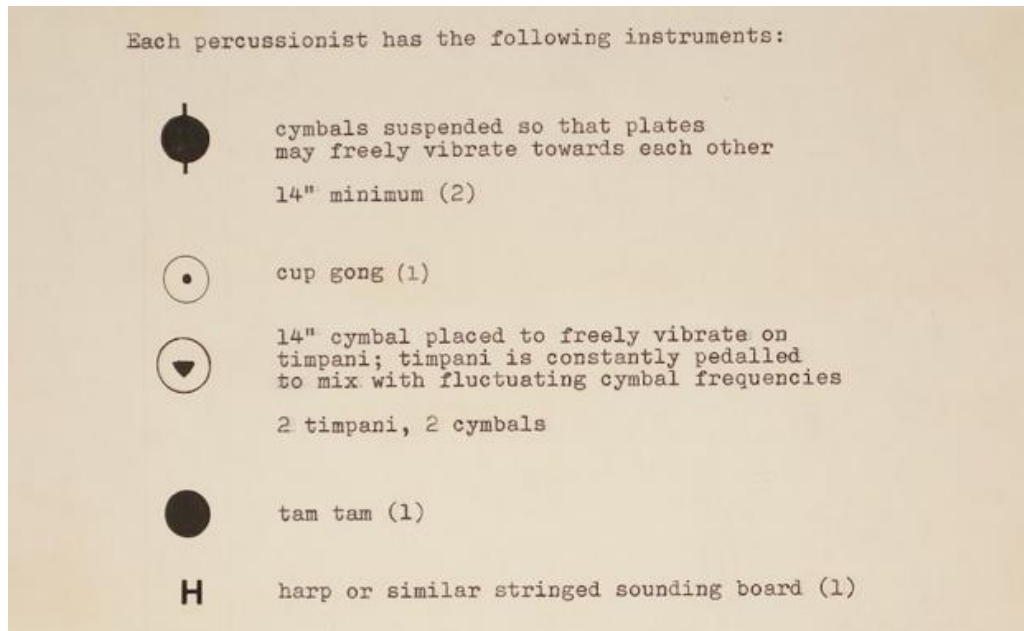 Each percussionist has the following instruments:
cymbals suspended so that plates
may freely vibrate towards each other
14" minimum (2)
cup gong (1)
14" cymbal placed to freely vibrate on
timpani; timpani is constantly pedalled
to mix with fluctuating cymbal frequencies
2 timpani, 2 cymbals
tam tam (1)
H harp or similar stringed sounding board (1)